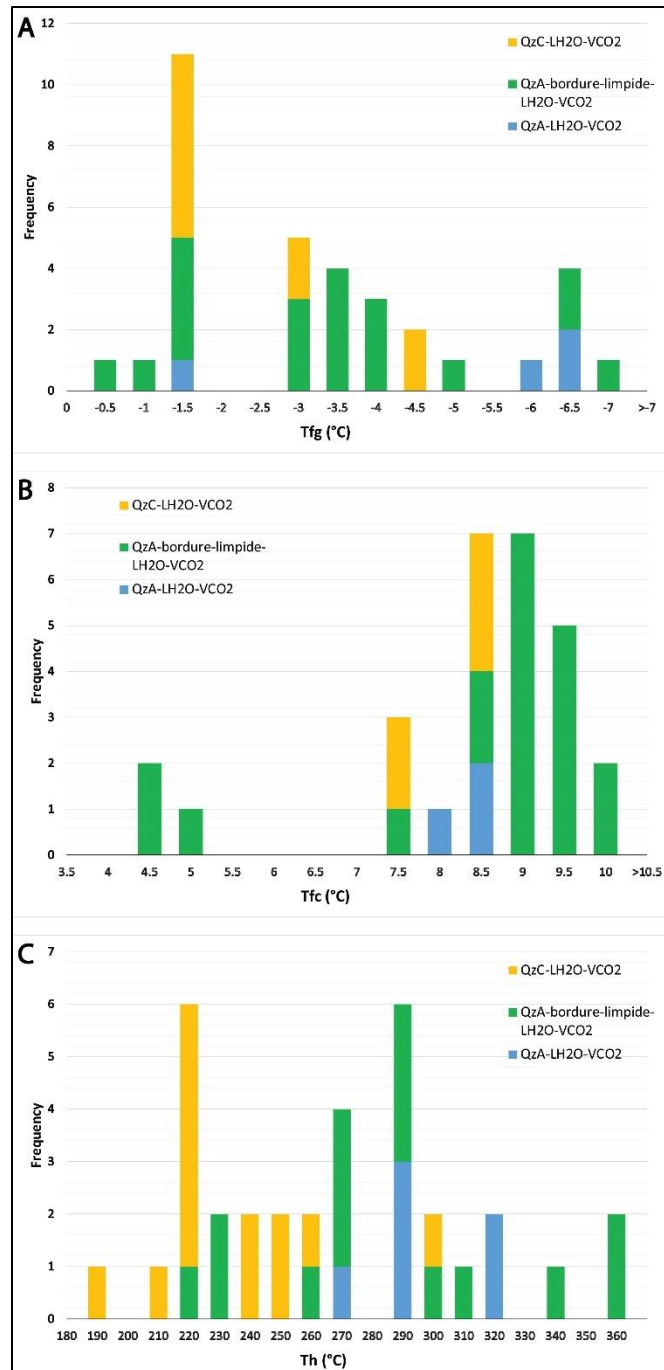 A
12
QzC-LH2O-VCO2
10
QzA-bordure-limpide-
LH2O-VCO2
8
QzA-LH2O-VCO2
6
Frequency
4
2
0
0 -0.5 -1 -1.5 -2 -2.5 -3 -3.5 -4 -4.5 -5 -5.5 -6 -6.5 -7 >-7
Tfg (°C)
B
8
QzC-LH2O-VCO2
7
QzA-bordure-limpide-
LH2O-VCO2
6
QzA-LH2O-VCO2
5
4
Frequency
3
2
1
0
3.5 4 4.5 5 5.5 6 6.5 7 7.5 8 8.5 9 9.5 10 >10.5
Tfc (°C)
C
7
QzC-LH2O-VCO2
6
QzA-bordure-limpide-
LH2O-VCO2
5
QzA-LH2O-VCO2
4
Frequency
3
2
1
0
180 190 200 210 220 230 240 250 260 270 280 290 300 310 320 330 340 350 360
Th (°C)